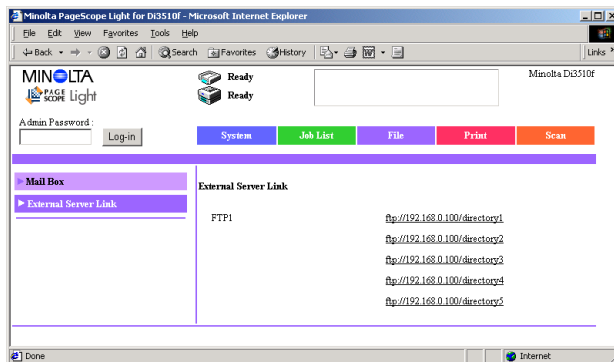 Minolta PageScope Light for Di3510f - Microsoft Internet Explorer
File Edit View Favorites Tools Help
Back Search Favorites History Links »
MINOLTA
PAGE SCOPE Light
Ready
Ready
Minolta Di3510f
Admin Password :
Log-in
System Job List File Print Scan
Mail Box
External Server Link
External Server Link
FTP1 ftp://192.168.0.100/directory1
ftp://192.168.0.100/directory2
ftp://192.168.0.100/directory3
ftp://192.168.0.100/directory4
ftp://192.168.0.100/directory5
Done Internet